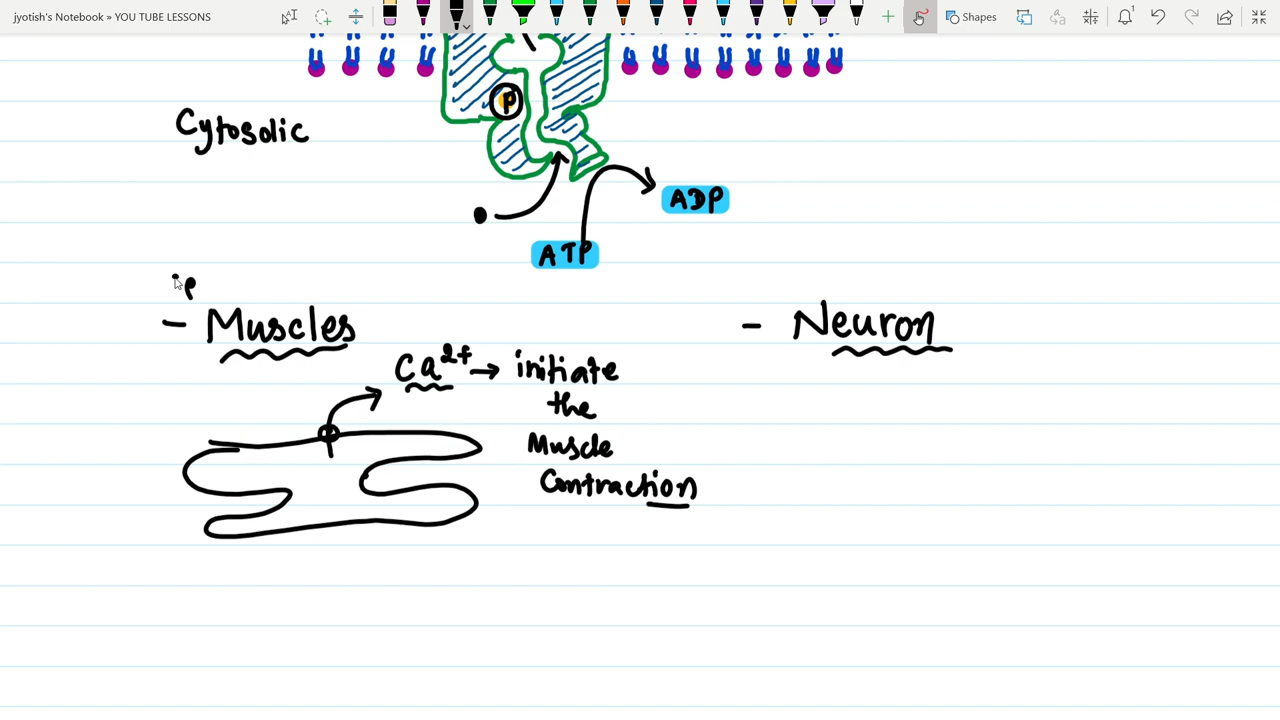 jyotish's Notebook » YOU TUBE LESSONS
Shapes
P
Cytosolic
ADP
ATP
- Muscles
- Neuron
Ca2+ → initiate
the
Muscle
Contraction